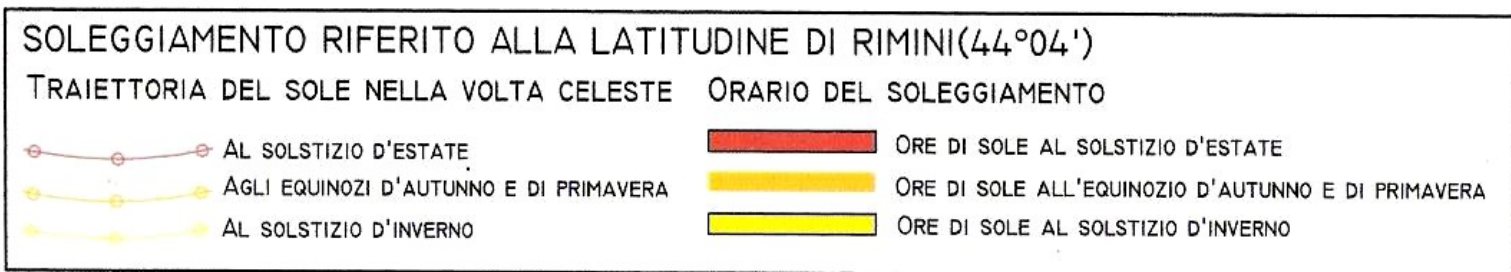 SOLEGGIAMENTO RIFERITO ALLA LATITUDINE DI RIMINI(44°04')
TRAIETTORIA DEL SOLE NELLA VOLTA CELESTE
AL SOLSTIZIO D'ESTATE
AGLI EQUINOZI D'AUTUNNO E DI PRIMAVERA
AL SOLSTIZIO D'INVERNO
ORARIO DEL SOLEGGIAMENTO
ORE DI SOLE AL SOLSTIZIO D'ESTATE
ORE DI SOLE ALL'EQUINOZIO D'AUTUNNO E DI PRIMAVERA
ORE DI SOLE AL SOLSTIZIO D'INVERNO